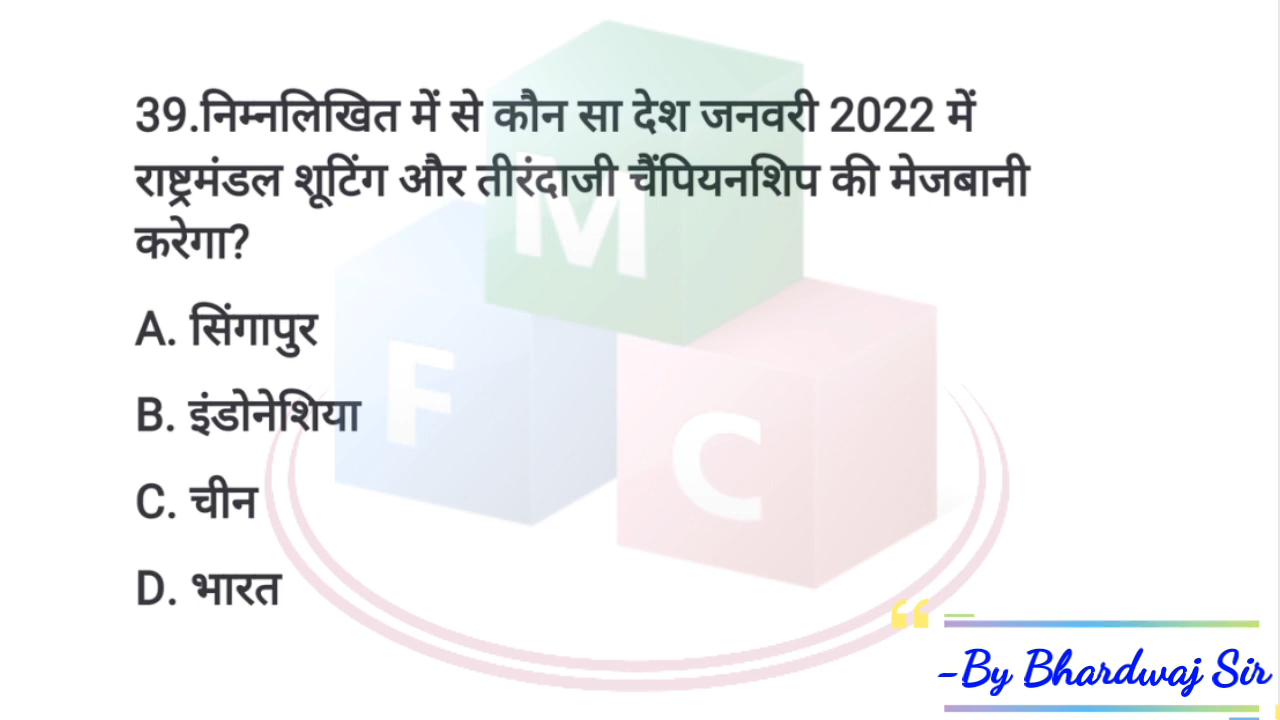 39.निम्नलिखित में से कौन सा देश जनवरी 2022 में
राष्ट्रमंडल शूटिंग और तीरंदाजी चैंपियनशिप की मेजबानी
करेगा?
A. सिंगापुर
B. इंडोनेशिया
C. चीन
D. भारत
M
F
C
“
-By Bhardwaj Sir